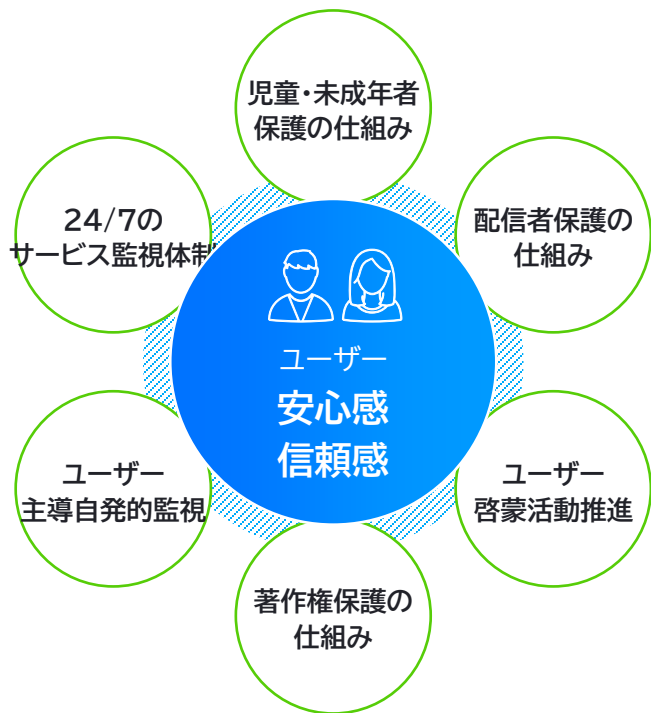 児童・未成年者
保護の仕組み
24/7の
サービス監視体制
配信者保護の
仕組み
ユーザー
安心感
信頼感
ユーザー
主導自発的監視
ユーザー
啓蒙活動推進
著作権保護の
仕組み